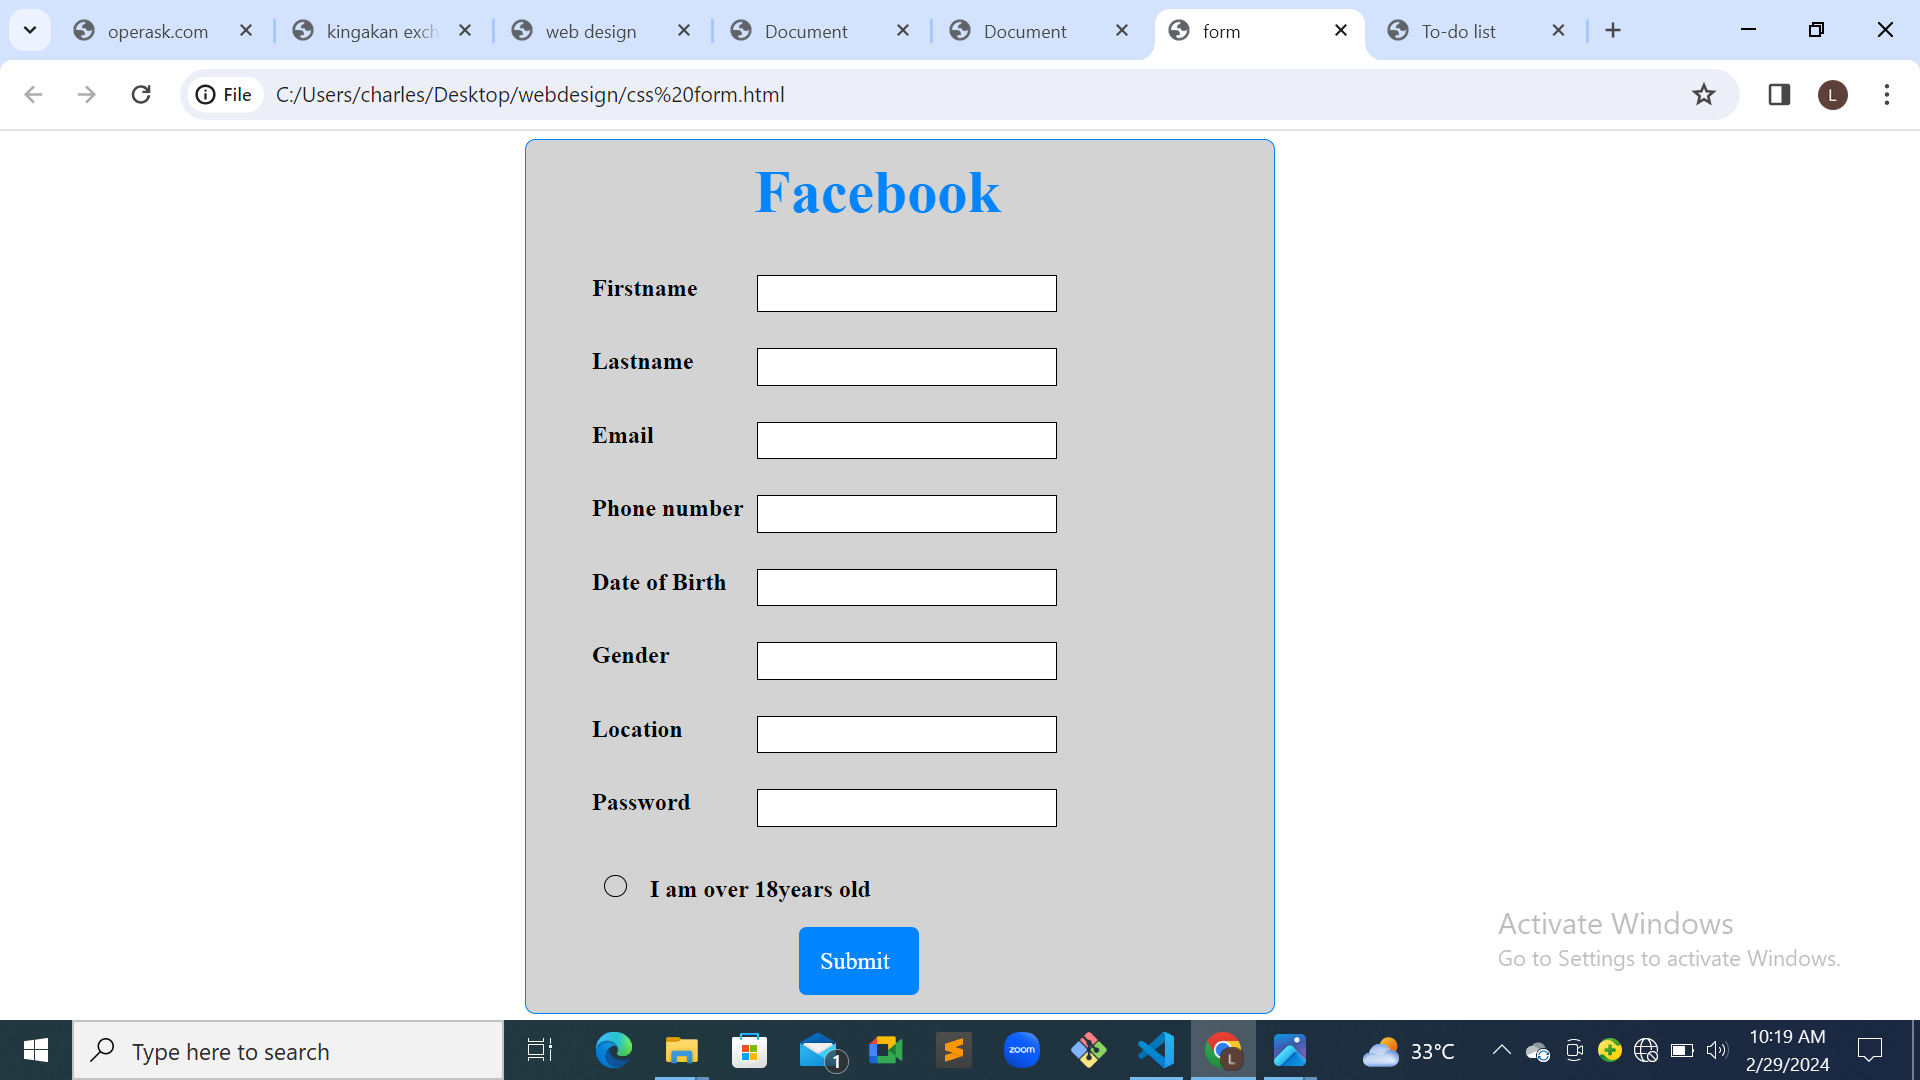 operask.com
kingakan exch
web design
Document
Document
form
To-do list
File
C:/Users/charles/Desktop/webdesign/css%20form.html
L
Facebook
Firstname
Lastname
Email
Phone number
Date of Birth
Gender
Location
Password
I am over 18years old
Submit
Activate Windows
Go to Settings to activate Windows.
Type here to search
1
zoom
L
33°C
10:19 AM
2/29/2024